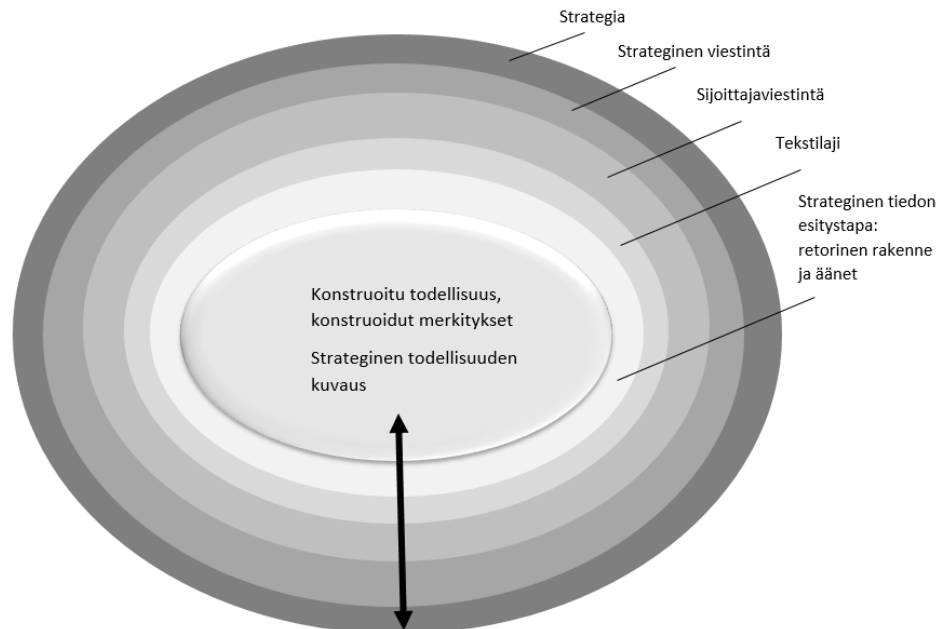 Strategia
Strateginen viestintä
Sijoittajaviestintä
Tekstilaji
Strateginen tiedon
esitystapa:
retorinen rakenne
ja äänet
Konstruoitu todellisuus,
konstruoidut merkitykset
Strateginen todellisuuden
kuvaus